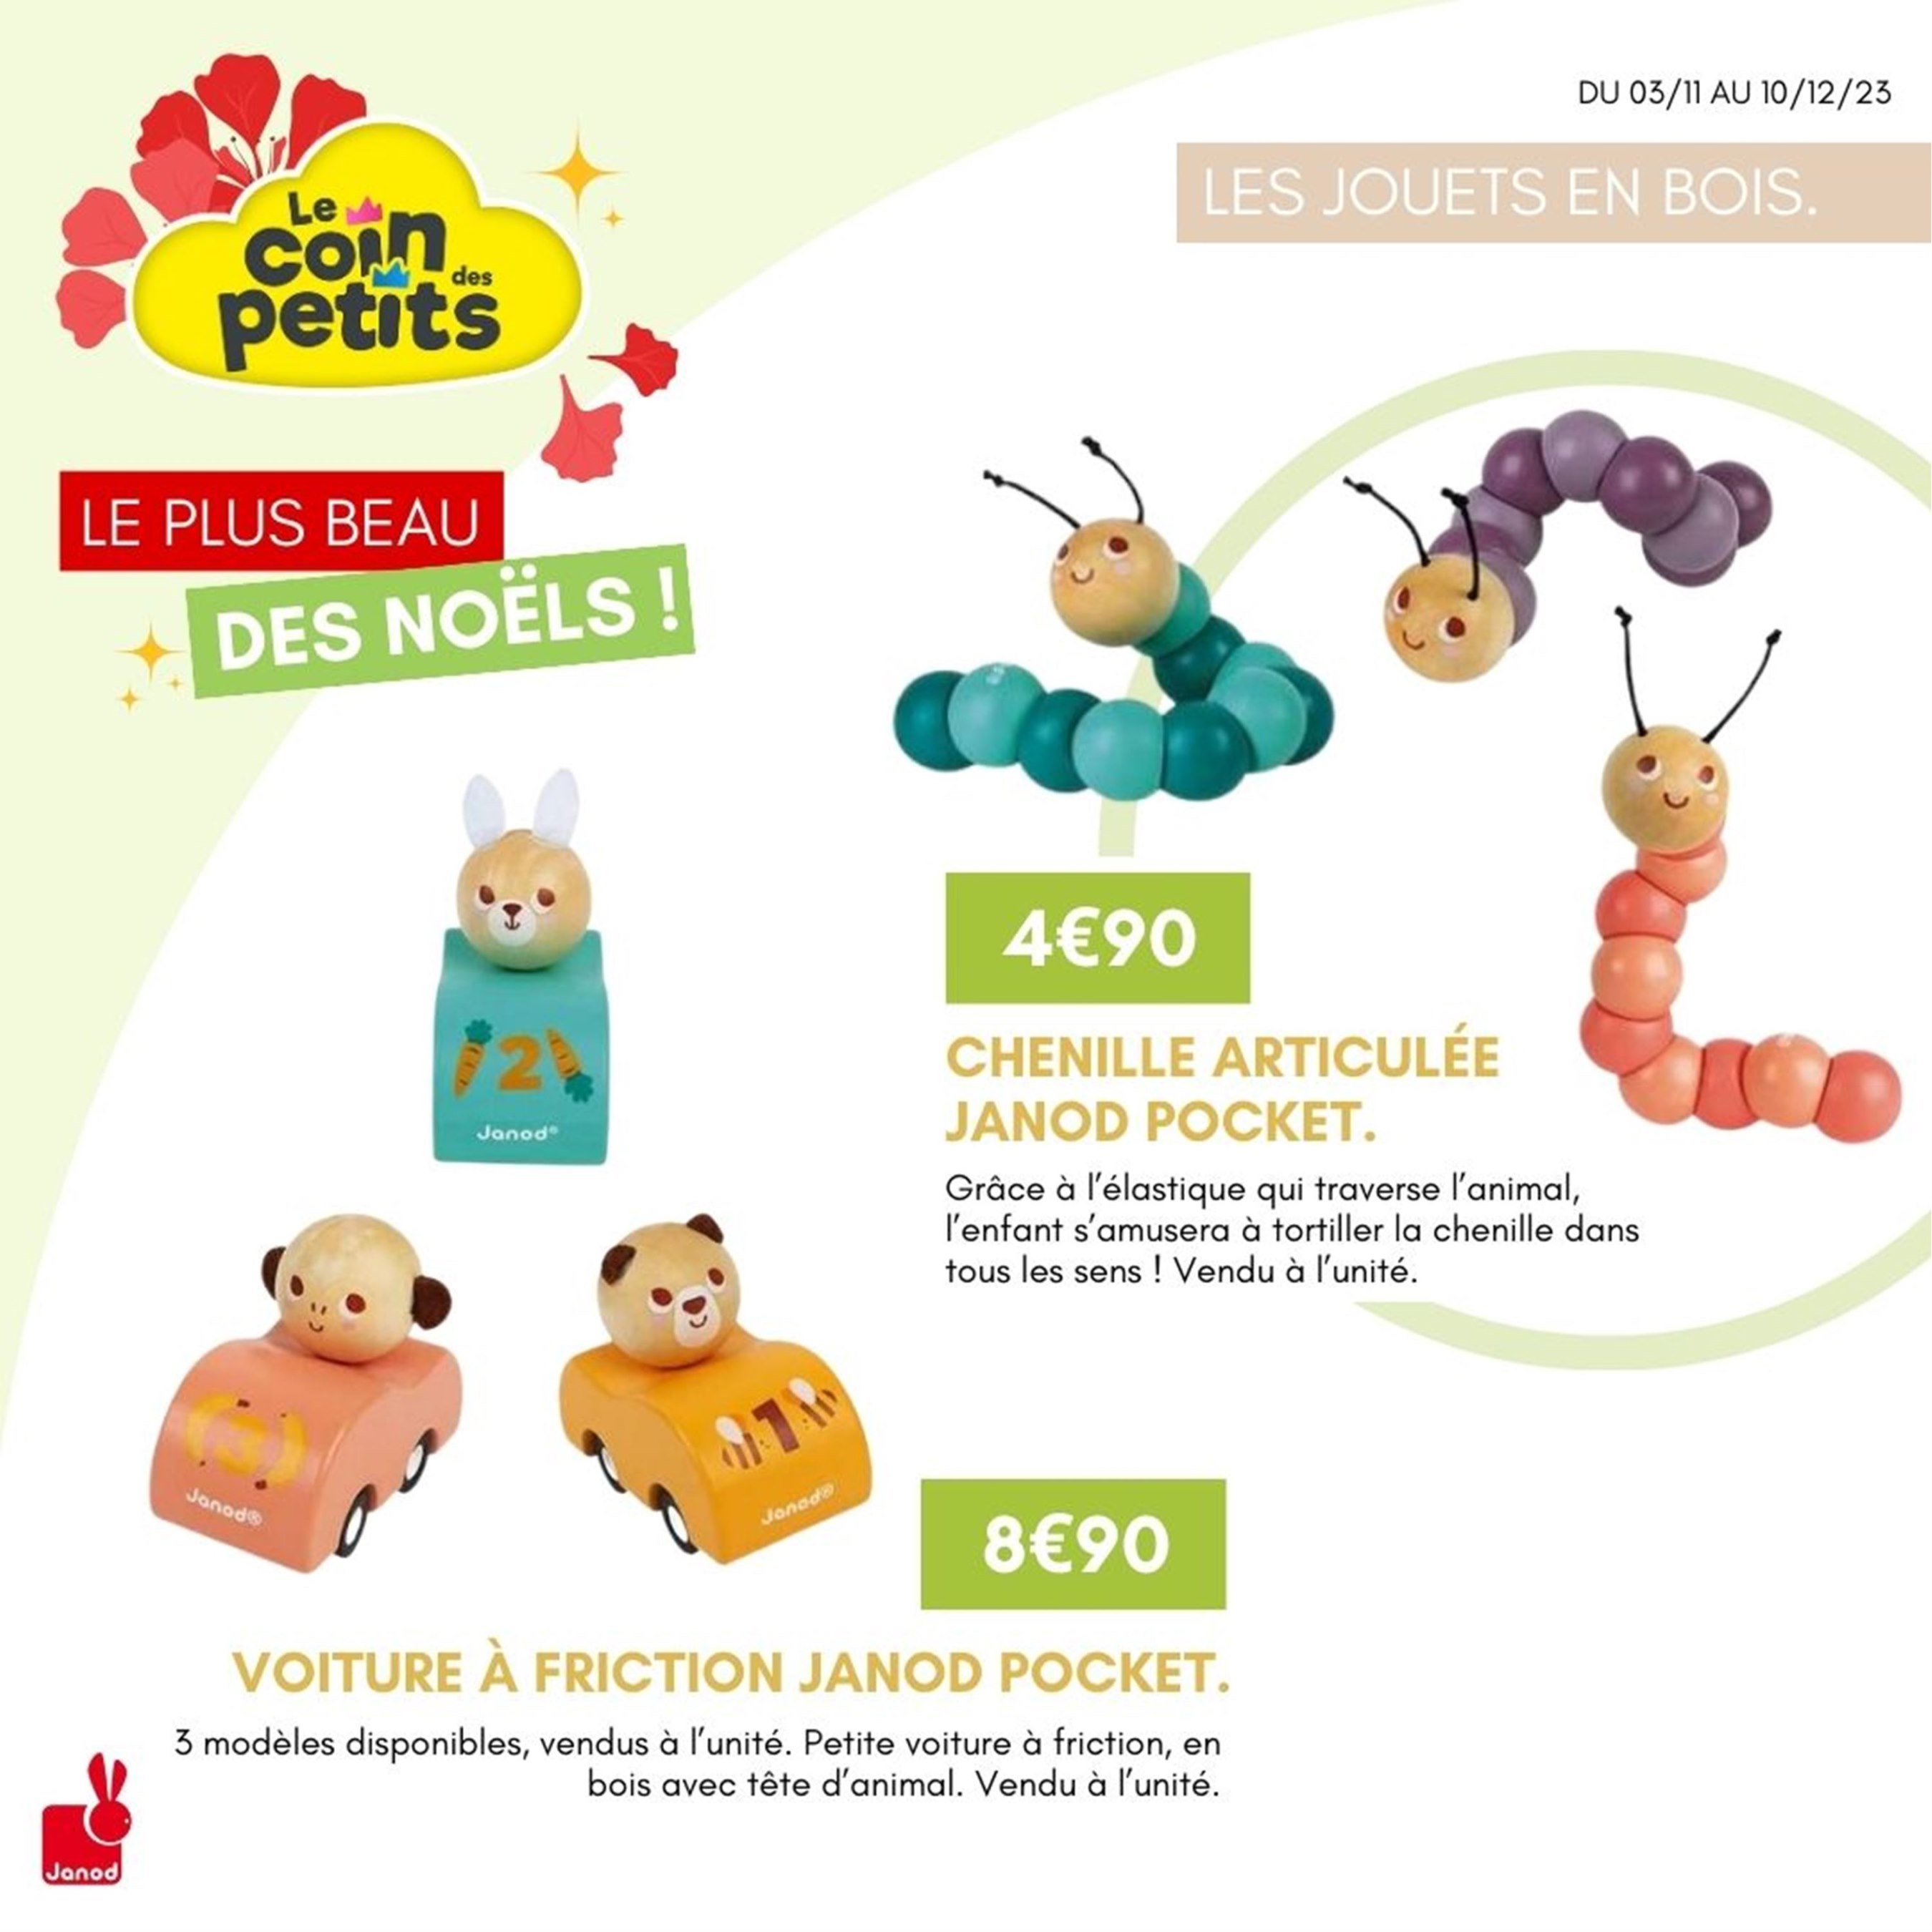 DU 03/11 AU 10/12/23
LES JOUETS EN BOIS.
Le
coin
des
petits
LE PLUS BEAU
DES NOËLS !
2
Janod®
4€90
CHENILLE ARTICULÉE
JANOD POCKET.
Grâce à l'élastique qui traverse l'animal,
l'enfant s'amusera à tortiller la chenille dans
tous les sens ! Vendu à l'unité.
(3)
Janod®
1
Janod®
8€90
VOITURE À FRICTION JANOD POCKET.
3 modèles disponibles, vendus à l'unité. Petite voiture à friction, en
bois avec tête d'animal. Vendu à l'unité.
Janod